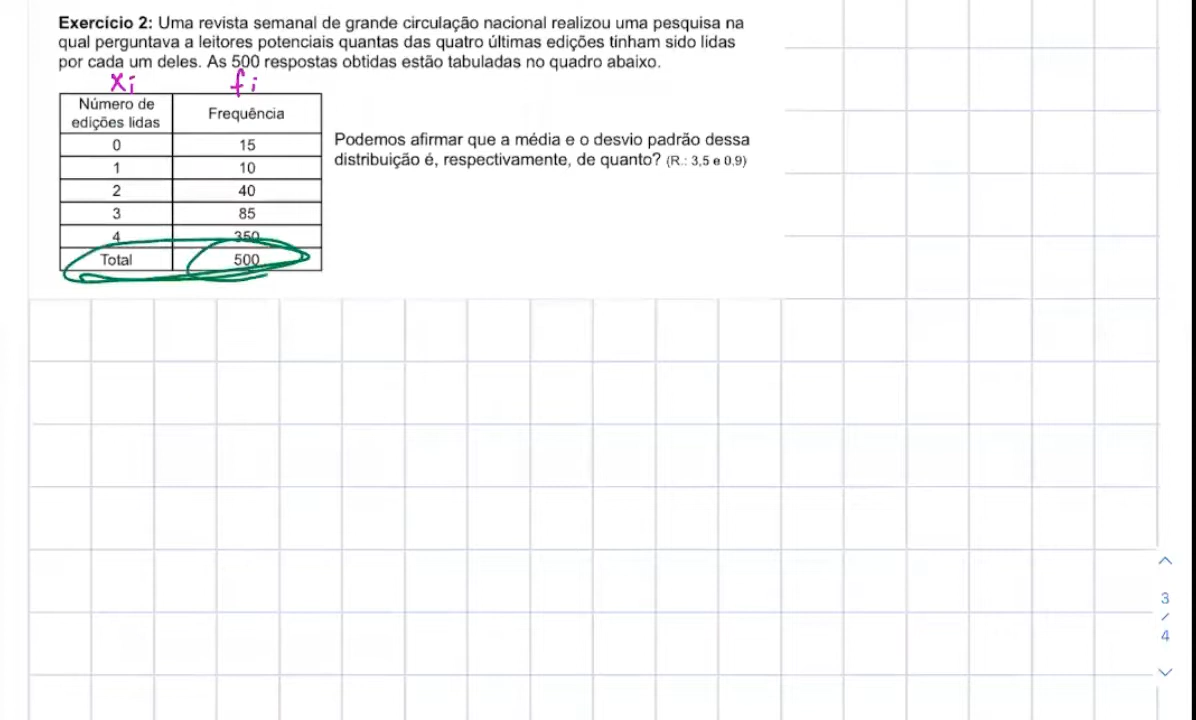 Exercício 2: Uma revista semanal de grande circulação nacional realizou uma pesquisa na
qual perguntava a leitores potenciais quantas das quatro últimas edições tinham sido lidas
por cada um deles. As 500 respostas obtidas estão tabuladas no quadro abaixo.
xi fi
Número de edições lidas Frequência
0 15
1 10
2 40
3 85
4 350
Total 500
Podemos afirmar que a média e o desvio padrão dessa
distribuição é, respectivamente, de quanto? (R.: 3,5 e 0,9)
3
/
4